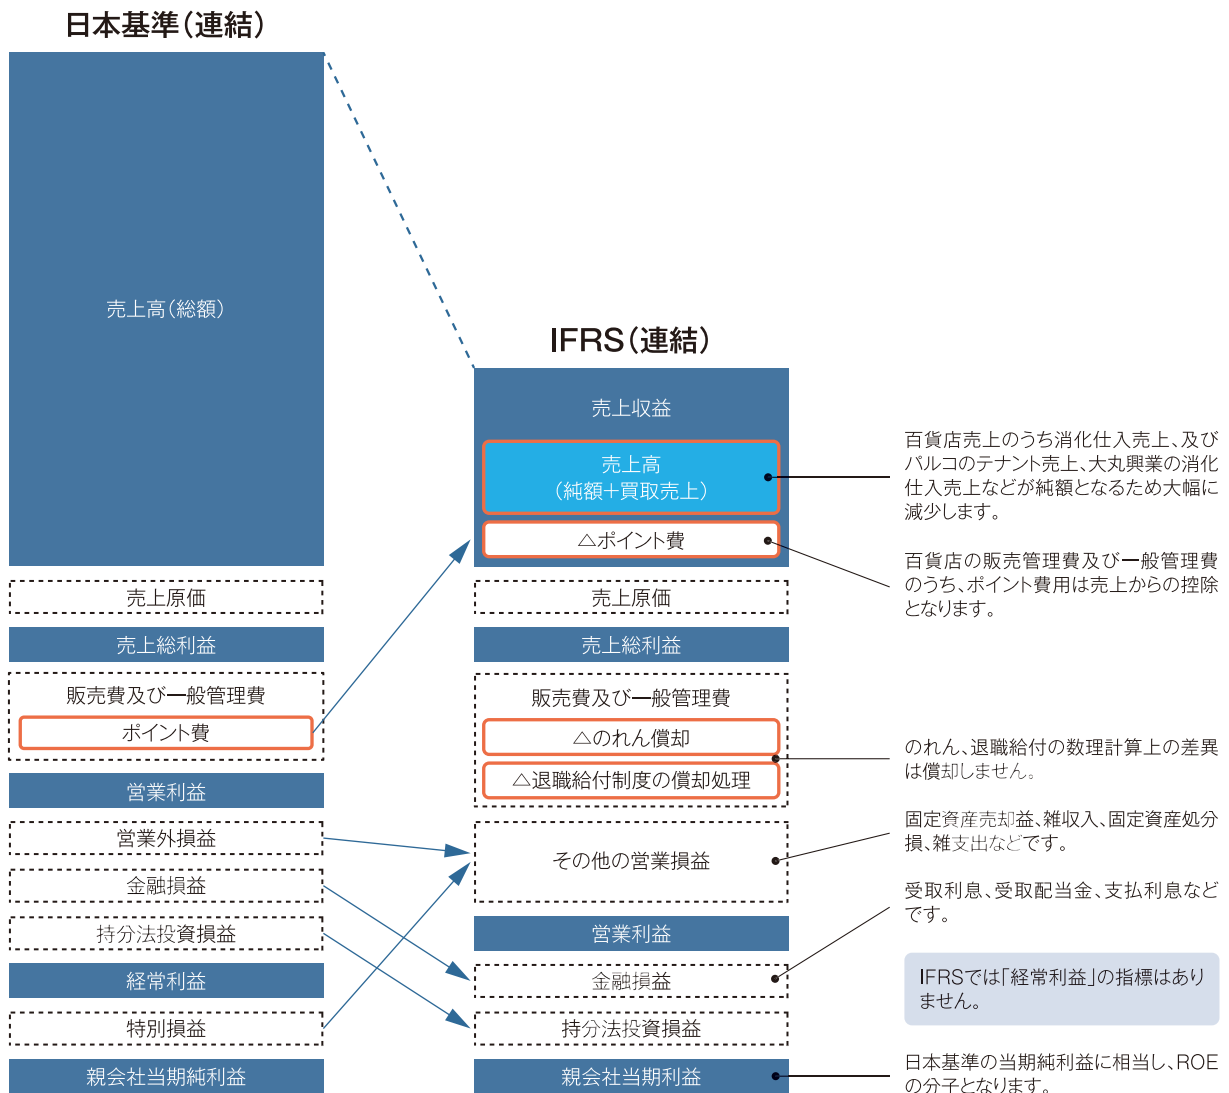 日本基準（連結）
売上高（総額）
売上原価
売上総利益
販売費及び一般管理費
ポイント費
営業利益
営業外損益
金融損益
持分法投資損益
経常利益
特別損益
親会社当期純利益
IFRS（連結）
売上収益
売上高
（純額＋買取売上）
△ポイント費
売上原価
売上総利益
販売費及び一般管理費
△のれん償却
△退職給付制度の償却処理
その他の営業損益
営業利益
金融損益
持分法投資損益
親会社当期利益
百貨店売上のうち消化仕入売上、及び
パルコのテナント売上、大丸興業の消化
仕入売上などが純額となるため大幅に
減少します。
百貨店の販売管理費及び一般管理費
のうち、ポイント費用は売上からの控除
となります。
のれん、退職給付の数理計算上の差異
は償却しません。
固定資産売却益、雑収入、固定資産処分
損、雑支出などです。
受取利息、受取配当金、支払利息など
です。
IFRSでは「経常利益」の指標はあり
ません。
日本基準の当期純利益に相当し、ROE
の分子となります。